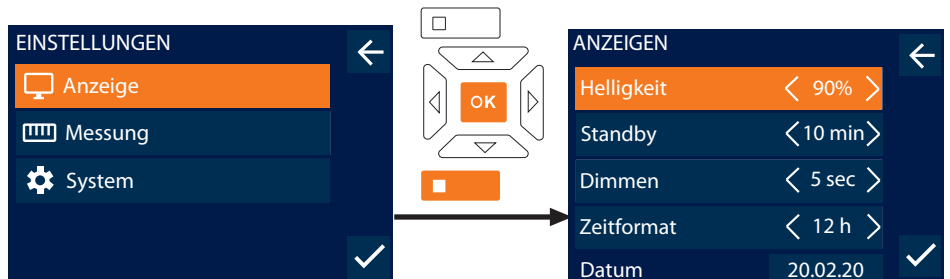 EINSTELLUNGEN
Anzeige
Messung
System
OK
ANZEIGEN
Helligkeit 90%
Standby 10 min
Dimmen 5 sec
Zeitformat 12 h
Datum 20.02.20